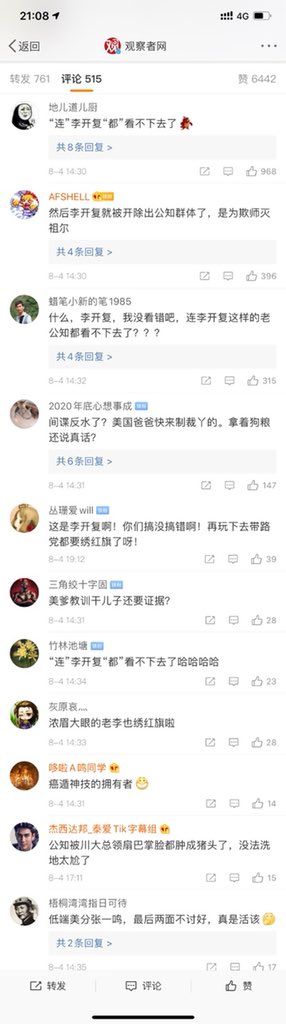 21:08
4G
返回
观察者网
转发 761
评论 515
赞 6442
地儿道儿厨
“连”李开复“都”看不下去了
共8条回复 >
8-4 14:30
968
AFSHELL
然后李开复就被开除出公知群体了，是为欺师灭
祖尔
共4条回复 >
8-4 14:30
396
蜡笔小新的笔1985
什么，李开复，我没看错吧，连李开复这样的老
公知都看不下去了？？？
共4条回复 >
8-4 14:32
315
2020年底心想事成
间谍反水了？美国爸爸快来制裁丫的。拿着狗粮
还说真话？
共6条回复 >
8-4 14:31
147
丛珊爱will
这是李开复啊！你们搞没搞错啊！再玩下去带路
党都要绣红旗了呀！
8-4 19:12
39
三角绞十字固
美爹教训干儿子还要证据？
8-4 14:31
28
竹林池塘
“连”李开复“都”看不下去了哈哈哈哈
8-4 14:34
23
灰原哀灬
浓眉大眼的老李也绣红旗啦
8-4 14:33
28
哆啦A鸣同学
癌遁神技的拥有者
8-4 14:31
14
杰西达邦_泰爱Tik字幕组
公知被川大总领扇巴掌脸都肿成猪头了，没法洗
地太尬了
8-4 17:11
15
梧桐湾湾指日可待
低端美分张一鸣，最后两面不讨好，真是活该
共2条回复 >
8-4 14:35
17
转发
评论
赞